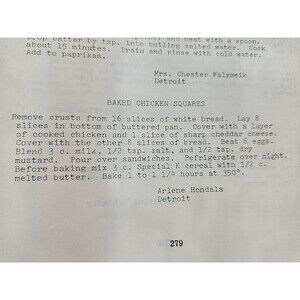 Drop batter by tsp. into boiling salted water. Cook
about 15 minutes. Drain and rinse with cold water.
Add to paprikas.
Mrs. Chester Falymeik
Detroit
BAKED CHICKEN SQUARES
Remove crusts from 16 slices of white bread. Lay 8
slices in bottom of buttered pan. Cover with a layer
of cooked chicken and 1 slice of sharp cheddar cheese.
Cover with the other 8 slices of bread. Beat 6 eggs.
Blend 3 c. milk, 1/2 tsp. salt, and 1/2 tsp. dry
mustard. Pour over sandwiches. Refrigerate over night.
Before baking mix 3 c. Special K cereal with 1/2 c.
melted butter. Bake 1 to 1 1/4 hours at 350°.
Arlene Hondala
Detroit
279